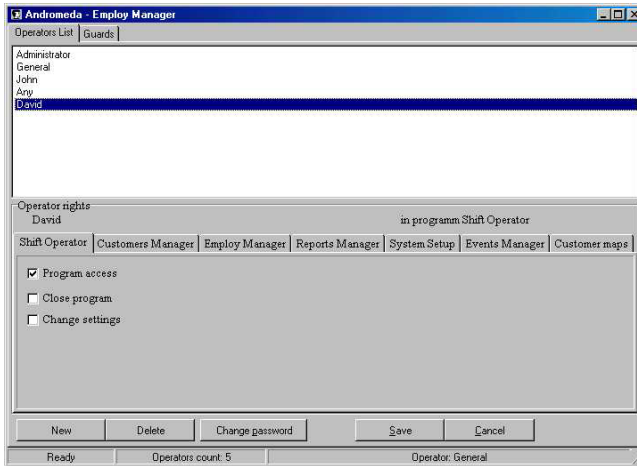 Andromeda - Employ Manager
Operators List Guards
Administrator
General
John
Any
David
Operator rights
David in programm Shift Operator
Shift Operator Customers Manager Employ Manager Reports Manager System Setup Events Manager Customer maps
Program access
Close program
Change settings
New Delete Change password Save Cancel
Ready Operators count: 5 Operator: General